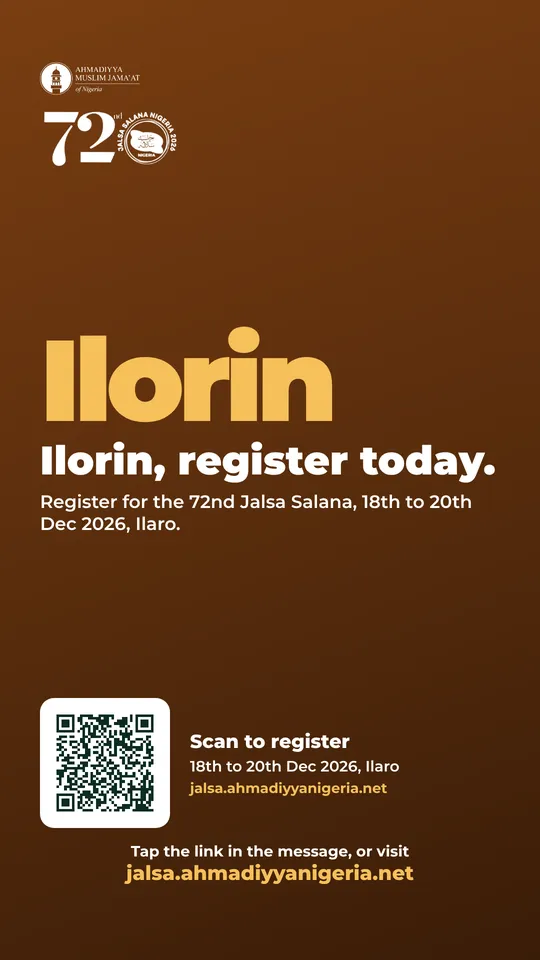 AHMADIYYA
MUSLIM JAMA'AT
of Nigeria
72nd
JALSA SALANA NIGERIA 2026
NIGERIA
Ilorin
Ilorin, register today.
Register for the 72nd Jalsa Salana, 18th to 20th
Dec 2026, Ilaro.
Scan to register
18th to 20th Dec 2026, Ilaro
jalsa.ahmadiyyanigeria.net
Tap the link in the message, or visit
jalsa.ahmadiyyanigeria.net